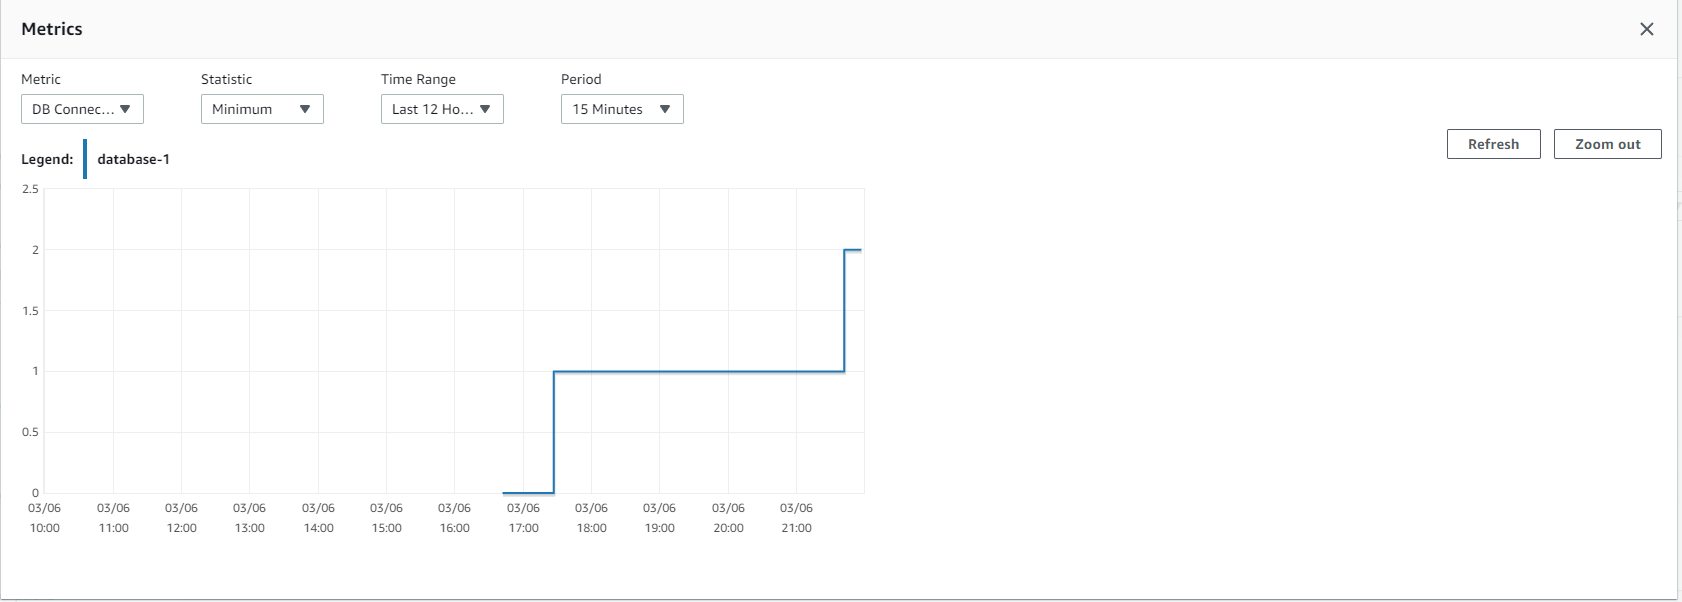 Metrics
Metric Statistic Time Range Period
DB Connec... Minimum Last 12 Ho... 15 Minutes
Refresh Zoom out
Legend: database-1
2.5
2
1.5
1
0.5
0
03/06 03/06 03/06 03/06 03/06 03/06 03/06 03/06 03/06 03/06 03/06 03/06
10:00 11:00 12:00 13:00 14:00 15:00 16:00 17:00 18:00 19:00 20:00 21:00